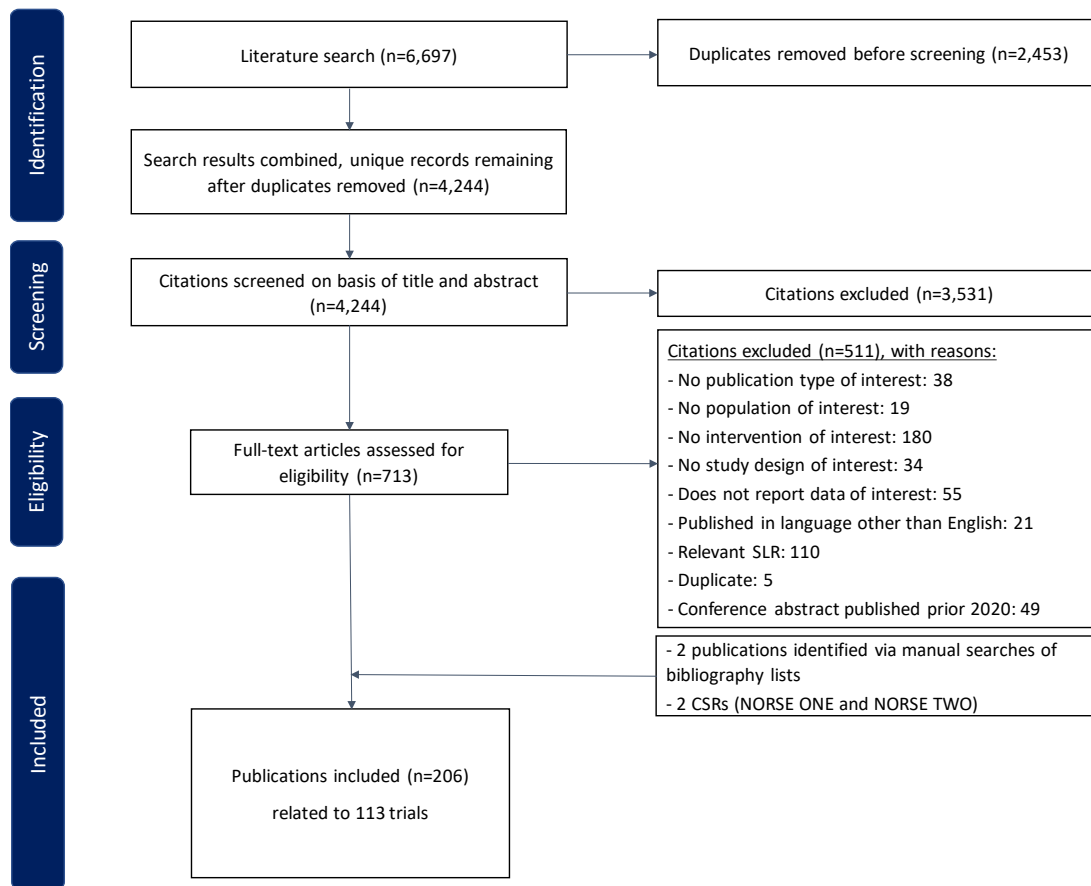 Identification
Literature search (n=6,697)
Duplicates removed before screening (n=2,453)
Search results combined, unique records remaining
after duplicates removed (n=4,244)
Screening
Citations screened on basis of title and abstract
(n=4,244)
Citations excluded (n=3,531)
Eligibility
Full-text articles assessed for
eligibility (n=713)
Citations excluded (n=511), with reasons:
- No publication type of interest: 38
- No population of interest: 19
- No intervention of interest: 180
- No study design of interest: 34
- Does not report data of interest: 55
- Published in language other than English: 21
- Relevant SLR: 110
- Duplicate: 5
- Conference abstract published prior 2020: 49
- 2 publications identified via manual searches of
bibliography lists
- 2 CSRs (NORSE ONE and NORSE TWO)
Included
Publications included (n=206)
related to 113 trials